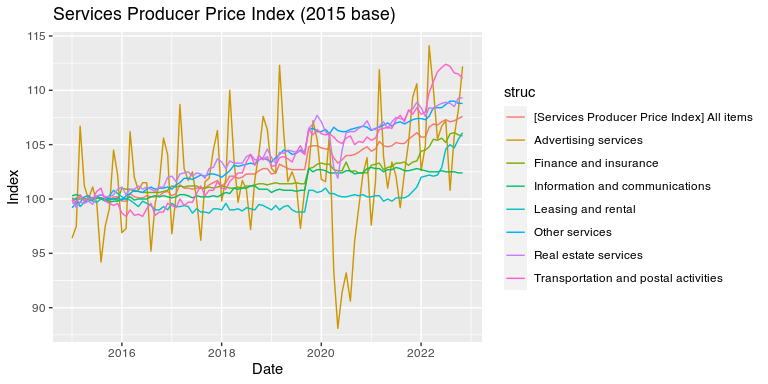 Services Producer Price Index (2015 base)
115
110
105
100
95
90
Index
2016
2018
2020
2022
Date
struc
[Services Producer Price Index] All items
Advertising services
Finance and insurance
Information and communications
Leasing and rental
Other services
Real estate services
Transportation and postal activities